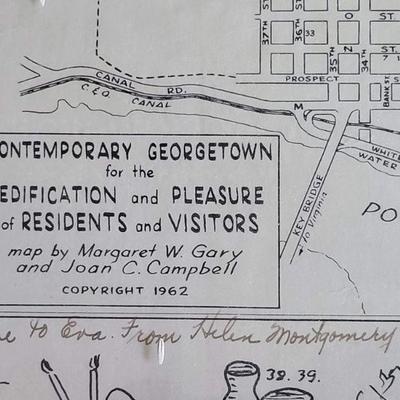 37TH
36TH
33
35TH
O
N
34TH
ST.
ST.
7
PROSPECT
BANK ST.
CANAL RD.
C. & O. CANAL
M
WHITE
WATER
KEY BRIDGE
To Virginia
PO
CONTEMPORARY GEORGETOWN
for the
EDIFICATION and PLEASURE
of RESIDENTS and VISITORS
map by Margaret W. Gary
and Joan C. Campbell
COPYRIGHT 1962
to Eva. From Helen Montgomery
38. 39.